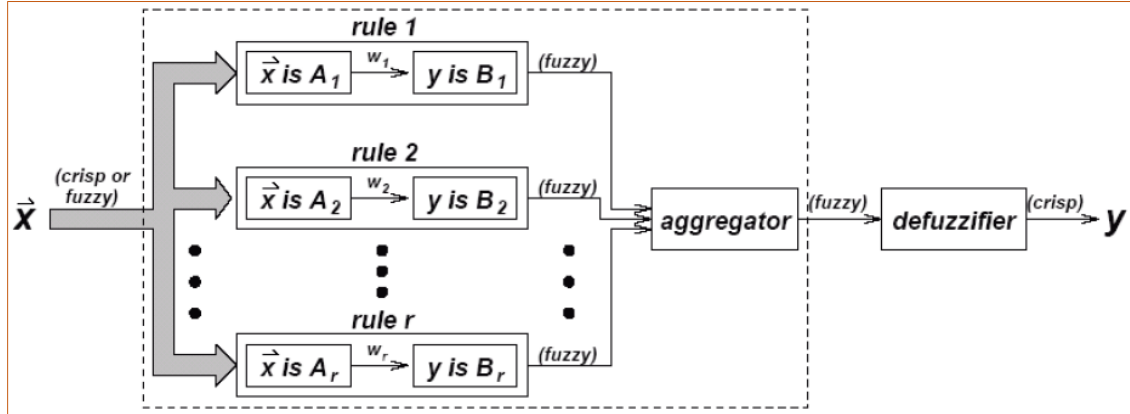 rule 1
x⃗ is A1
w1
y is B1
(fuzzy)
rule 2
x⃗ is A2
w2
y is B2
(fuzzy)
(crisp or
fuzzy)
x⃗
aggregator
(fuzzy)
defuzzifier
(crisp)
y
rule r
x⃗ is Ar
wr
y is Br
(fuzzy)